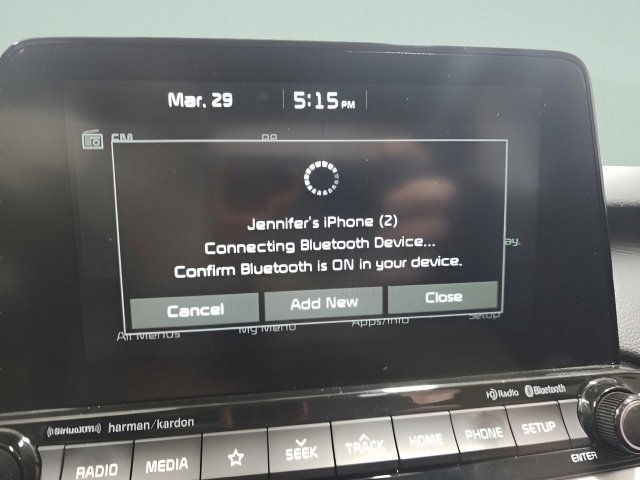 Mar. 29 5:15 PM
FM
Jennifer's iPhone (2)
Connecting Bluetooth Device...
Confirm Bluetooth is ON in your device.
Cancel Add New Close
All Menus My Menu Apps/Info Setup
HD Radio Bluetooth
((SiriusXM)) harman/kardon
RADIO MEDIA SEEK TRACK HOME PHONE SETUP
ENTER